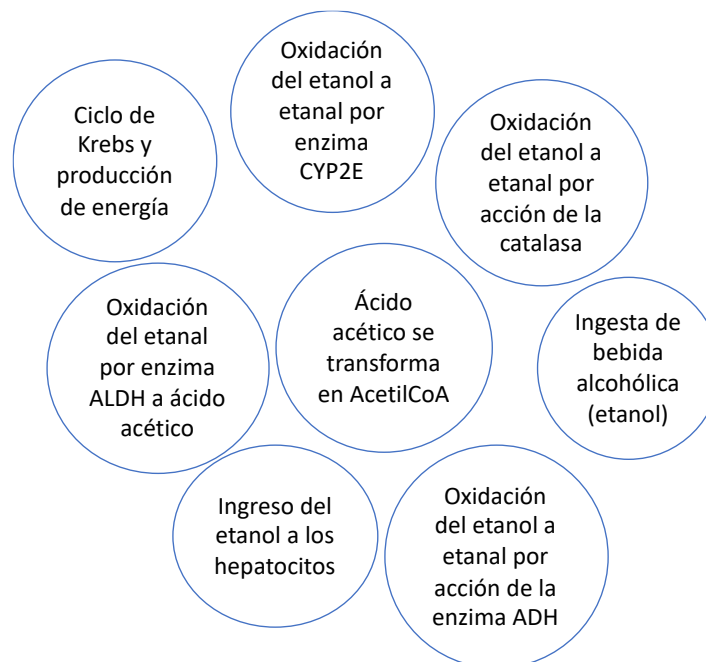 Oxidación
del etanol a
etanal por
enzima
CYP2E
Ciclo de
Krebs y
producción
de energía
Oxidación
del etanol a
etanal por
acción de la
catalasa
Oxidación
del etanal
por enzima
ALDH a ácido
acético
Ácido
acético se
transforma
en AcetilCoA
Ingesta de
bebida
alcohólica
(etanol)
Ingreso del
etanol a los
hepatocitos
Oxidación
del etanol a
etanal por
acción de la
enzima ADH